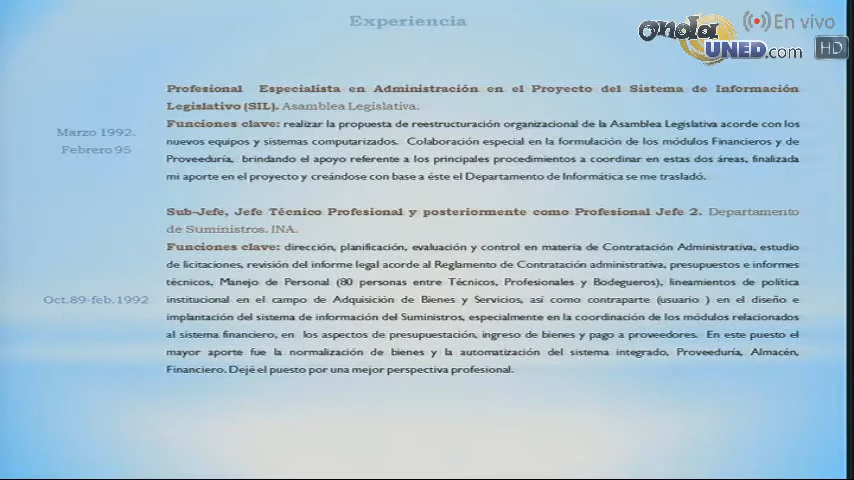 Experiencia
Onda
UNED.com
En vivo
HD
Profesional Especialista en Administración en el Proyecto del Sistema de Información
Legislativo (SIL). Asamblea Legislativa.
Marzo 1992.
Febrero 95
Funciones clave: realizar la propuesta de reestructuración organizacional de la Asamblea Legislativa acorde con los
nuevos equipos y sistemas computarizados. Colaboración especial en la formulación de los módulos Financieros y de
Proveeduría, brindando el apoyo referente a los principales procedimientos a coordinar en estas dos áreas, finalizada
mi aporte en el proyecto y creándose con base a éste el Departamento de Informática se me trasladó.
Sub-Jefe, Jefe Técnico Profesional y posteriormente como Profesional Jefe 2. Departamento
de Suministros. INA.
Oct.89-feb.1992
Funciones clave: dirección, planificación, evaluación y control en materia de Contratación Administrativa, estudio
de licitaciones, revisión del informe legal acorde al Reglamento de Contratación administrativa, presupuestos e informes
técnicos, Manejo de Personal (80 personas entre Técnicos, Profesionales y Bodegueros), lineamientos de política
institucional en el campo de Adquisición de Bienes y Servicios, así como contraparte (usuario ) en el diseño e
implantación del sistema de información del Suministros, especialmente en la coordinación de los módulos relacionados
al sistema financiero, en los aspectos de presupuestación, ingreso de bienes y pago a proveedores. En este puesto el
mayor aporte fue la normalización de bienes y la automatización del sistema integrado, Proveeduría, Almacén,
Financiero. Dejé el puesto por una mejor perspectiva profesional.